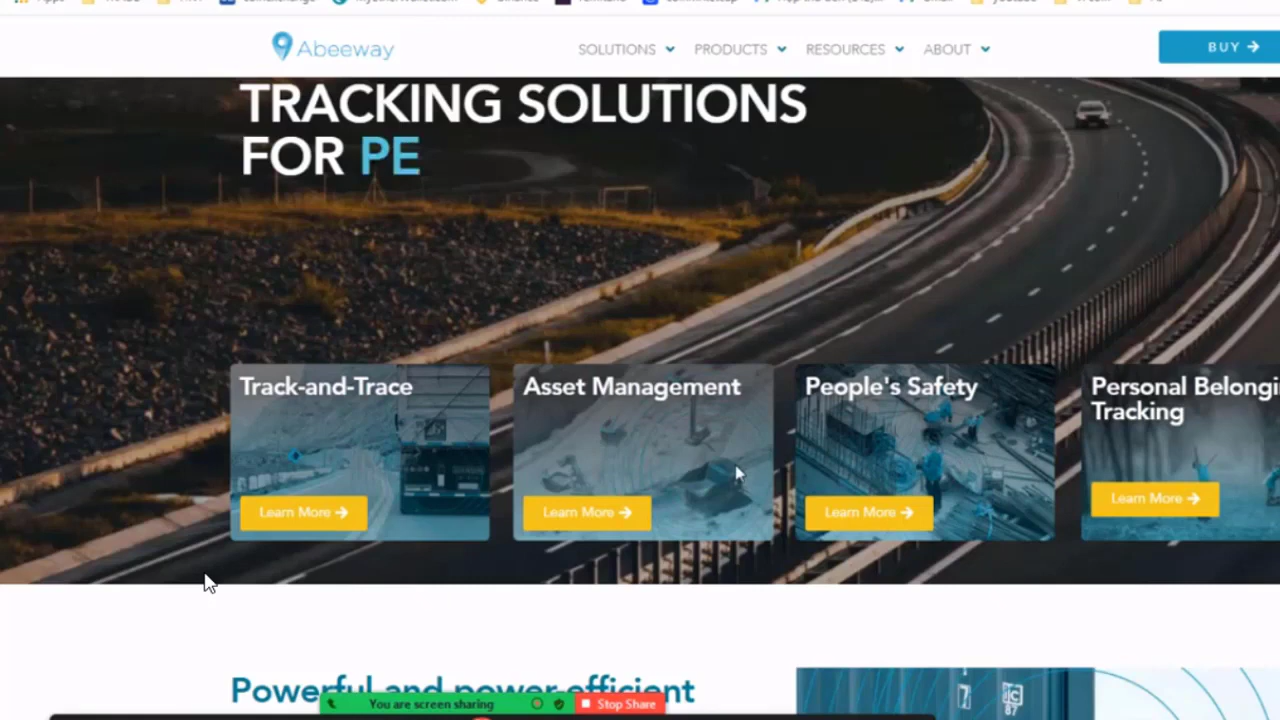 Abeeway
SOLUTIONS
PRODUCTS
RESOURCES
ABOUT
BUY →
TRACKING SOLUTIONS
FOR PE
Track-and-Trace
Learn More →
Asset Management
Learn More →
People's Safety
Learn More →
Personal Belongi
Tracking
Learn More →
Powerful and power-efficient
You are screen sharing
Stop Share